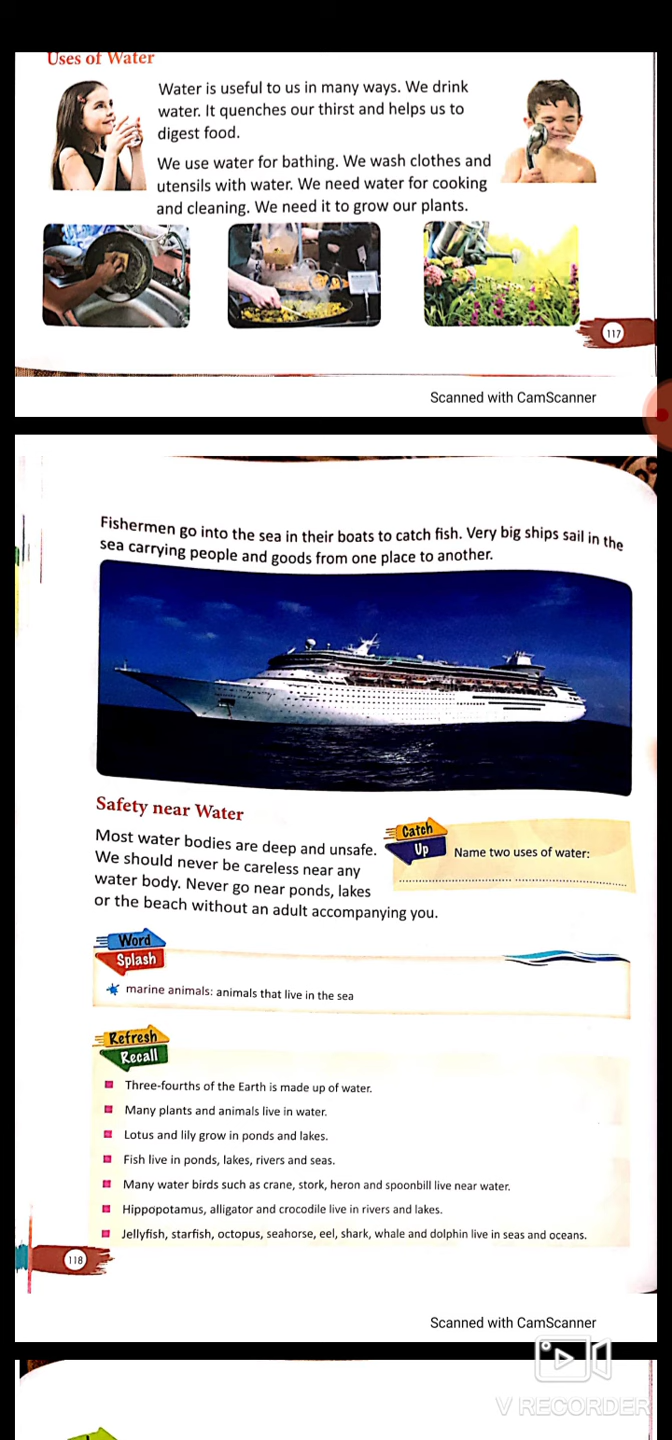 Uses of Water
Water is useful to us in many ways. We drink
water. It quenches our thirst and helps us to
digest food.
We use water for bathing. We wash clothes and
utensils with water. We need water for cooking
and cleaning. We need it to grow our plants.
117
Scanned with CamScanner
Fishermen go into the sea in their boats to catch fish. Very big ships sail in the
sea carrying people and goods from one place to another.
Safety near Water
Most water bodies are deep and unsafe.
We should never be careless near any
water body. Never go near ponds, lakes
or the beach without an adult accompanying you.
Catch
Up
Name two uses of water:
Word
Splash
marine animals: animals that live in the sea
Refresh
Recall
Three-fourths of the Earth is made up of water.
Many plants and animals live in water.
Lotus and lily grow in ponds and lakes.
Fish live in ponds, lakes, rivers and seas.
Many water birds such as crane, stork, heron and spoonbill live near water.
Hippopotamus, alligator and crocodile live in rivers and lakes.
Jellyfish, starfish, octopus, seahorse, eel, shark, whale and dolphin live in seas and oceans.
118
Scanned with CamScanner
V RECORDER